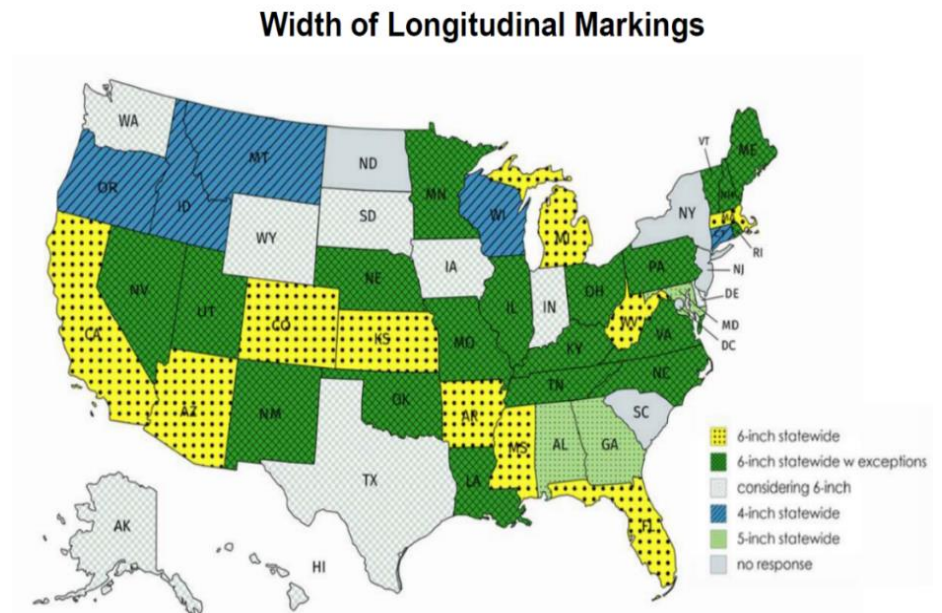 Width of Longitudinal Markings
WA
OR
ID
MT
ND
SD
WY
MN
WI
MI
IA
NE
NV
UT
CO
KS
CA
AZ
NM
OK
TX
MO
AR
LA
MS
AL
GA
FL
TN
KY
IL
IN
OH
WV
VA
NC
SC
PA
NY
VT
NH
ME
MA
CT
RI
NJ
DE
MD
DC
AK
HI
6-inch statewide
6-inch statewide w exceptions
considering 6-inch
4-inch statewide
5-inch statewide
no response